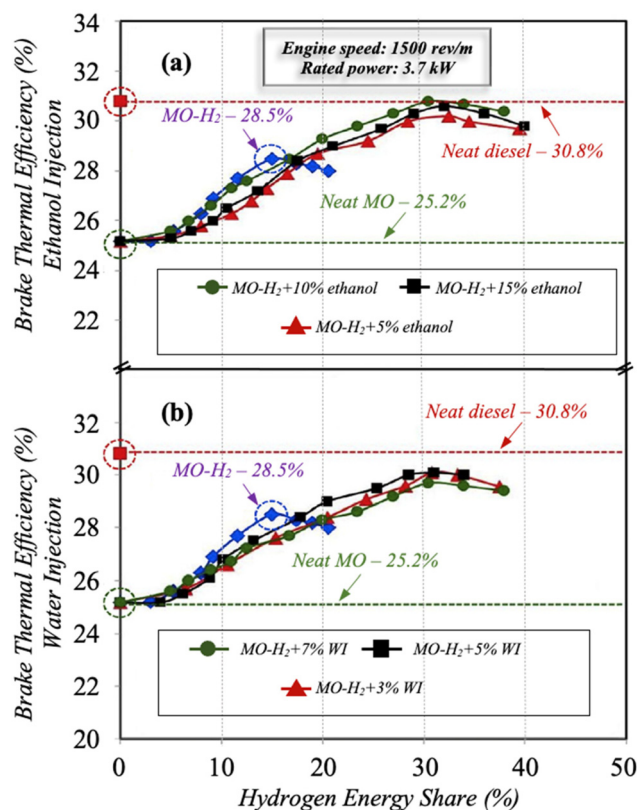 Engine speed: 1500 rev/m
Rated power: 3.7 kW
(a)
MO-H₂ – 28.5%
Neat diesel – 30.8%
Neat MO – 25.2%
MO-H₂+10% ethanol
MO-H₂+15% ethanol
MO-H₂+5% ethanol
Brake Thermal Efficiency (%)
Ethanol Injection
34
32
30
28
26
24
22
(b)
Neat diesel – 30.8%
MO-H₂ – 28.5%
Neat MO – 25.2%
MO-H₂+7% WI
MO-H₂+5% WI
MO-H₂+3% WI
Brake Thermal Efficiency (%)
Water Injection
32
30
28
26
24
22
20
0
10
20
30
40
50
Hydrogen Energy Share (%)